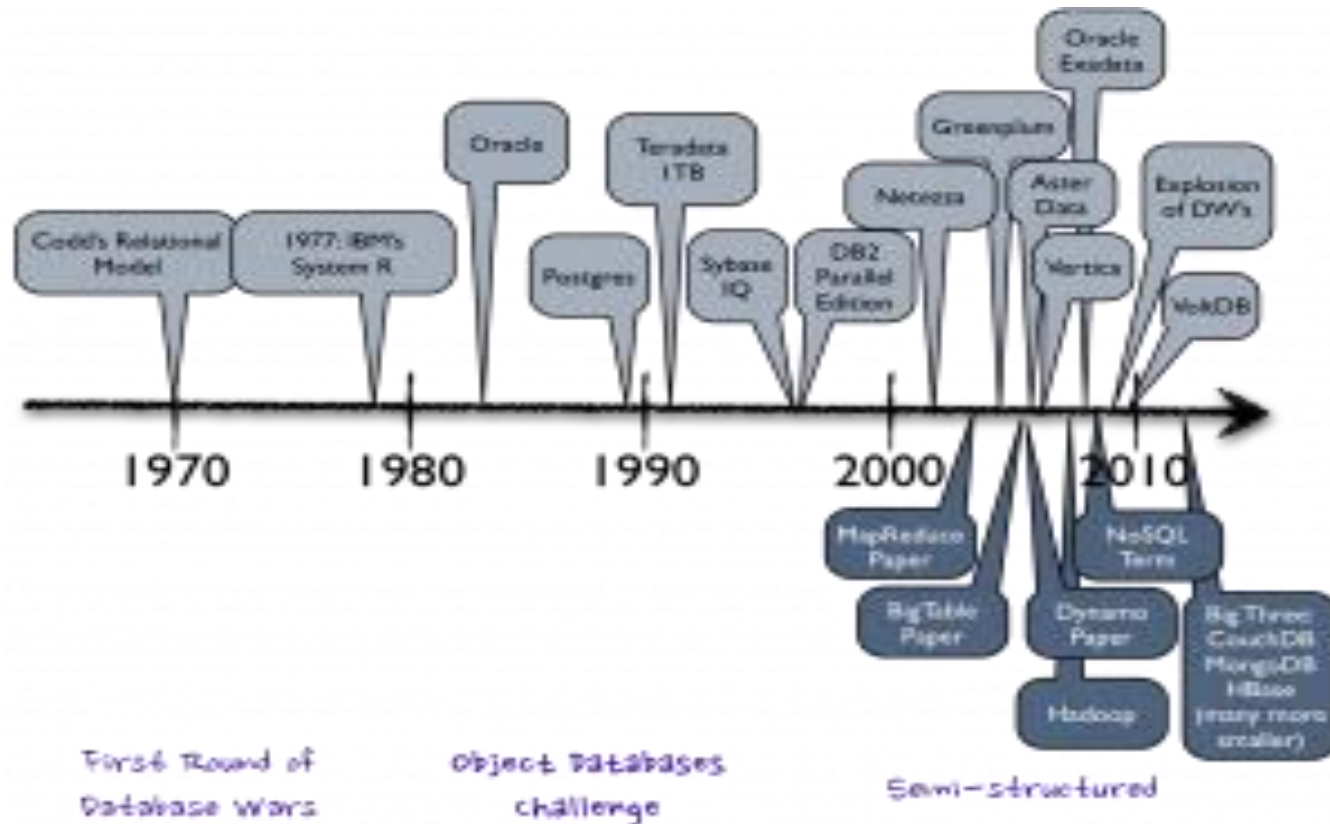 Oracle
Exadata
Greenplum
Oracle
Teradata
1TB
Netezza
Aster
Data
Explosion
of DW's
Codd's Relational
Model
1977: IBM's
System R
Postgres
Sybase
IQ
DB2
Parallel
Edition
Vertica
VoltDB
1970
1980
1990
2000
2010
MapReduce
Paper
NoSQL
Term
BigTable
Paper
Dynamo
Paper
Big Three:
CouchDB
MongoDB
HBase
(many more
smaller)
Hadoop
First Round of
Database Wars
Object Databases
Challenge
Semi-structured